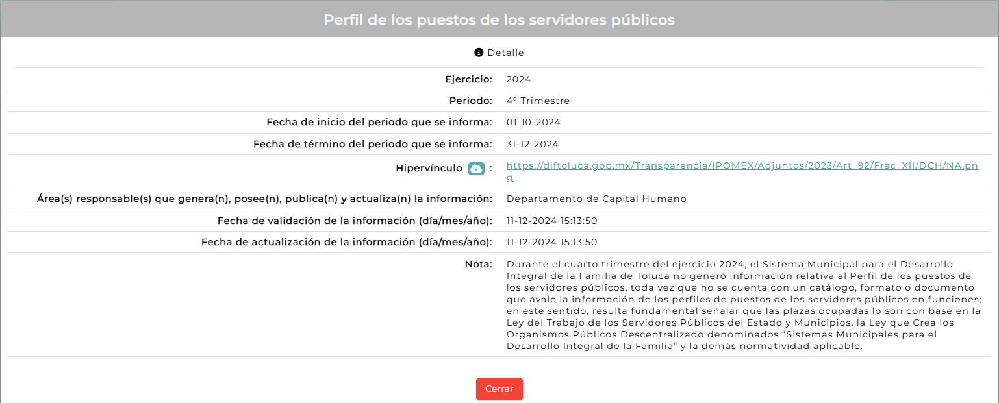 Perfil de los puestos de los servidores públicos
Detalle
Ejercicio: 2024
Periodo: 4° Trimestre
Fecha de inicio del periodo que se informa: 01-10-2024
Fecha de término del periodo que se informa: 31-12-2024
Hipervínculo : https://diftoluca.gob.mx/Transparencia/IPOMEX/Adjuntos/2023/Art_92/Frac_XII/DCH/NA.pn
g
Área(s) responsable(s) que genera(n), posee(n), publica(n) y actualiza(n) la información: Departamento de Capital Humano
Fecha de validación de la información (día/mes/año): 11-12-2024 15:13:50
Fecha de actualización de la información (día/mes/año): 11-12-2024 15:13:50
Nota: Durante el cuarto trimestre del ejercicio 2024, el Sistema Municipal para el Desarrollo
Integral de la Familia de Toluca no generó información relativa al Perfil de los puestos de
los servidores públicos, toda vez que no se cuenta con un catálogo, formato o documento
que avale la información de los perfiles de puestos de los servidores públicos en funciones;
en este sentido, resulta fundamental señalar que las plazas ocupadas lo son con base en la
Ley del Trabajo de los Servidores Públicos del Estado y Municipios, la Ley que Crea los
Organismos Públicos Descentralizado denominados “Sistemas Municipales para el
Desarrollo Integral de la Familia” y la demás normatividad aplicable.
Cerrar